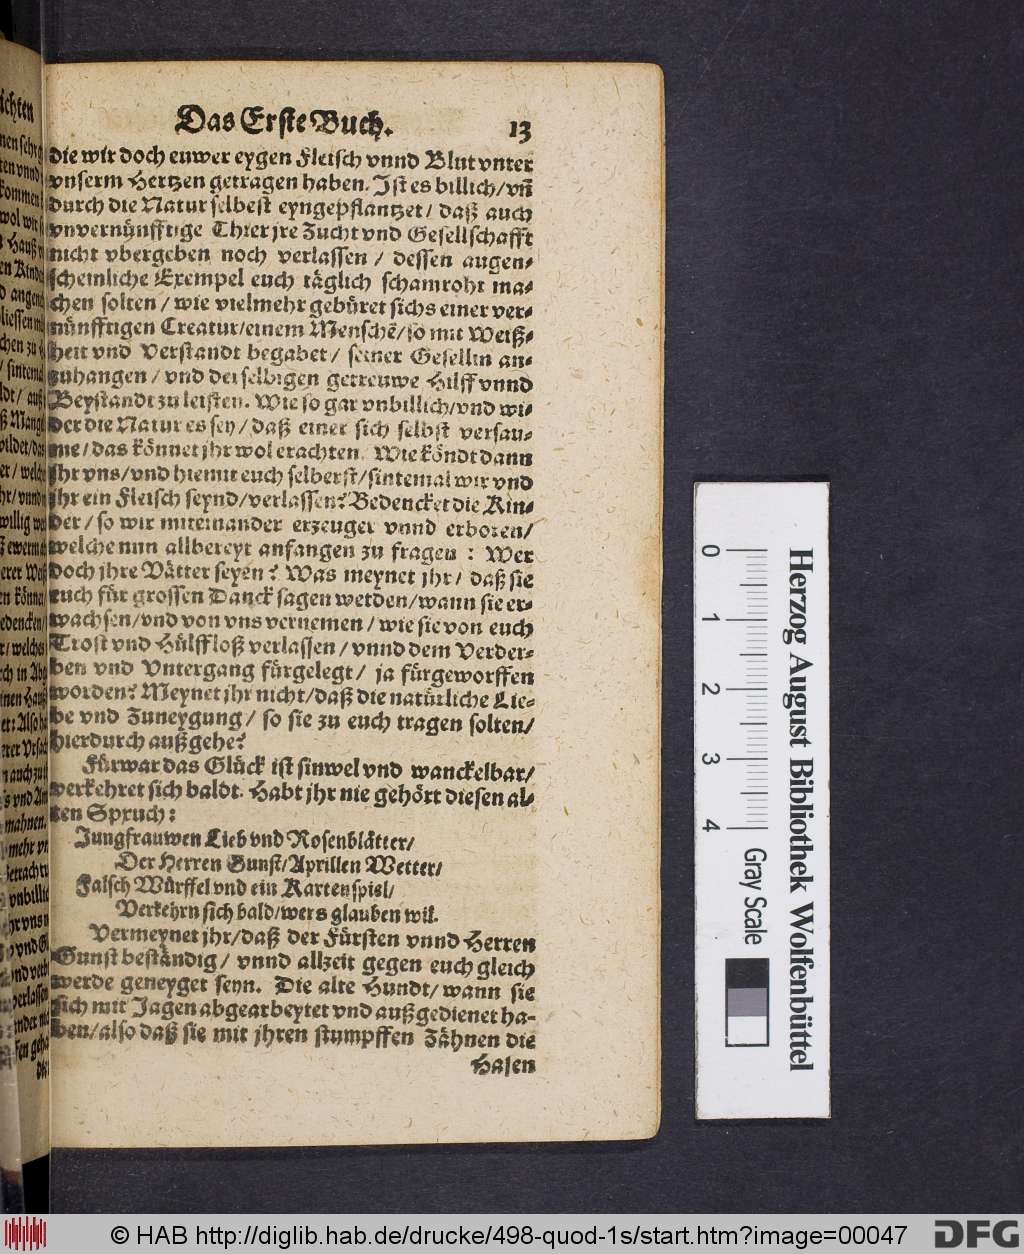 Das Erste Buch. 13
die wir doch euwer eygen Fleisch vnnd Blut vnter
vnserm Hertzen getragen haben. Ist es billich/vñ
durch die Natur selbest eyngepflantzet/ daß auch
vnvernünfftige Thier jre Zucht vnd Gesellschafft
nicht vbergeben noch verlassen / dessen augen-
scheinliche Exempel euch täglich schamroht ma-
chen solten / wie vielmehr gebüret sichs einer ver-
nünfftigen Creatur/einem Menschẽ/so mit Weiß-
heit vnd Verstandt begabet/ seiner Gesellin an-
zuhangen / vnd derselbigen getreuwe Hilff vnnd
Beystandt zu leisten. Wie so gar vnbillich/vnd wi-
der die Natur es sey/ daß einer sich selbst versau-
me/das könnet jhr wol erachten. Wie köndt dann
jhr vns/vnd hiemit euch selberst/sintemal wir vnd
jhr ein Fleisch seynd/verlassen? Bedencket die Kin-
der/ so wir miteinander erzeuget vnnd erboren/
welche nun allbereyt anfangen zu fragen : Wer
doch jhre Vätter seyen? Was meynet jhr/ daß sie
euch für grossen Danck sagen werden/wann sie er-
wachsen/vnd von vns vernemen/ wie sie von euch
Trost vnd Hülffloß verlassen/ vnnd dem Verder-
ben vnd Vntergang fürgelegt/ ja fürgeworffen
worden? Meynet jhr nicht/daß die natürliche Lie-
be vnd Zuneygung/ so sie zu euch tragen solten/
hierdurch außgehe?
Fürwar das Glück ist sinwel vnd wanckelbar/
verkehret sich baldt. Habt jhr nie gehört diesen al-
ten Spruch:
Jungfrauwen Lieb vnd Rosenblätter/
Der Herren Gunst/Aprillen Wetter/
Falsch Würffel vnd ein Kartenspiel/
Verkehrn sich bald/wers glauben wil.
Vermeynet jhr/daß der Fürsten vnnd Herren
Gunst beständig/ vnnd allzeit gegen euch gleich
werde geneyget seyn. Die alte Hundt/ wann sie
sich mit Jagen abgearbeytet vnd außgedienet ha-
ben/also daß sie mit jhren stumpffen Zähnen die
Hasen
0 1 2 3 4
Gray Scale
Herzog August Bibliothek Wolfenbüttel
© HAB http://diglib.hab.de/drucke/498-quod-1s/start.htm?image=00047
DFG